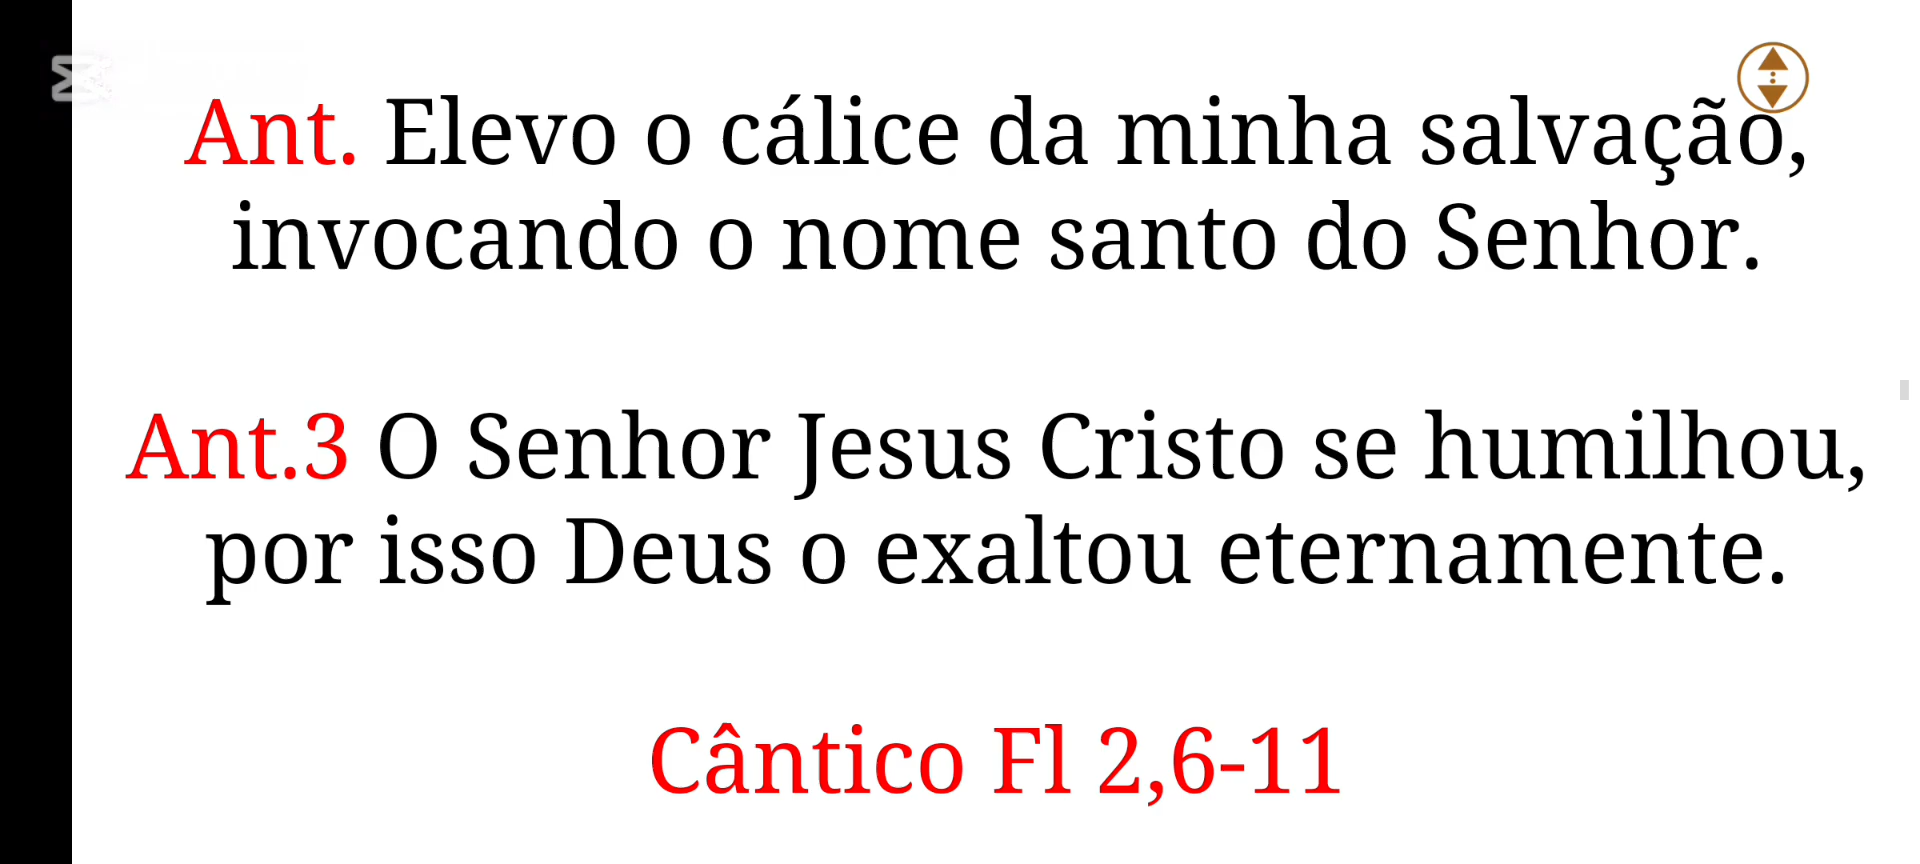 Ant. Elevo o cálice da minha salvação,
invocando o nome santo do Senhor.
Ant.3 O Senhor Jesus Cristo se humilhou,
por isso Deus o exaltou eternamente.
Cântico Fl 2,6-11